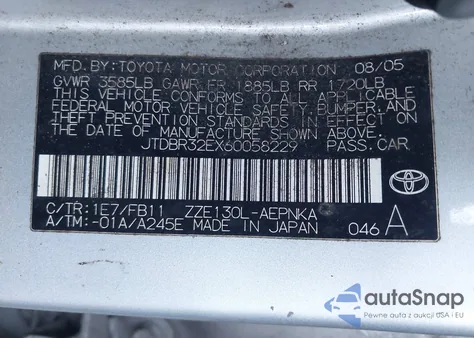 MFD. BY: TOYOTA MOTOR CORPORATION 08/05
GVWR 3585LB GAWR FR 1885LB RR 1720LB
THIS VEHICLE CONFORMS TO ALL APPLICABLE
FEDERAL MOTOR VEHICLE SAFETY, BUMPER, AND
THEFT PREVENTION STANDARDS IN EFFECT ON
THE DATE OF MANUFACTURE SHOWN ABOVE.
JTDBR32EX60058229 PASS. CAR
C/TR: 1E7/FB11 ZZE130L-AEPNKA
A/TM: -01A/A245E MADE IN JAPAN 046 A
TOYOTA
autoSnap
Pewne auta z aukcji USA i EU